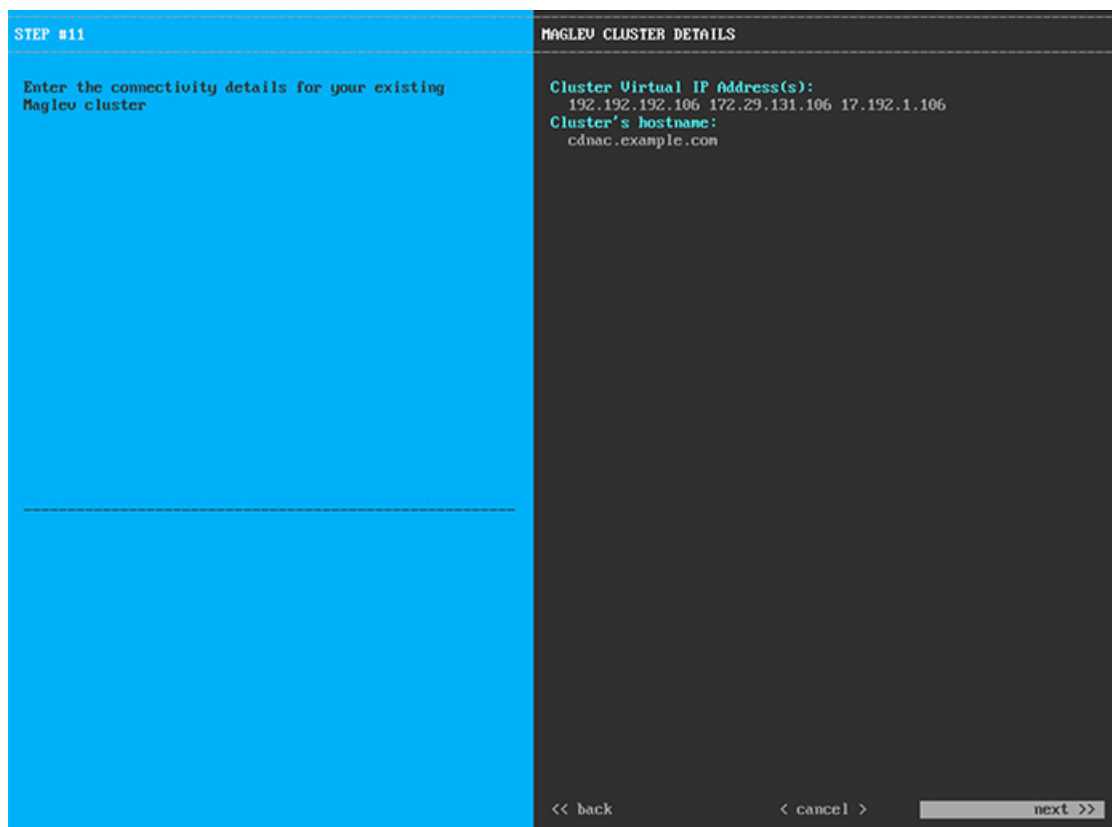 STEP #11
Enter the connectivity details for your existing
Maglev cluster
MAGLEV CLUSTER DETAILS
Cluster Virtual IP Address(s):
192.192.192.106 172.29.131.106 17.192.1.106
Cluster's hostname:
cdnac.example.com
<< back < cancel > next >>